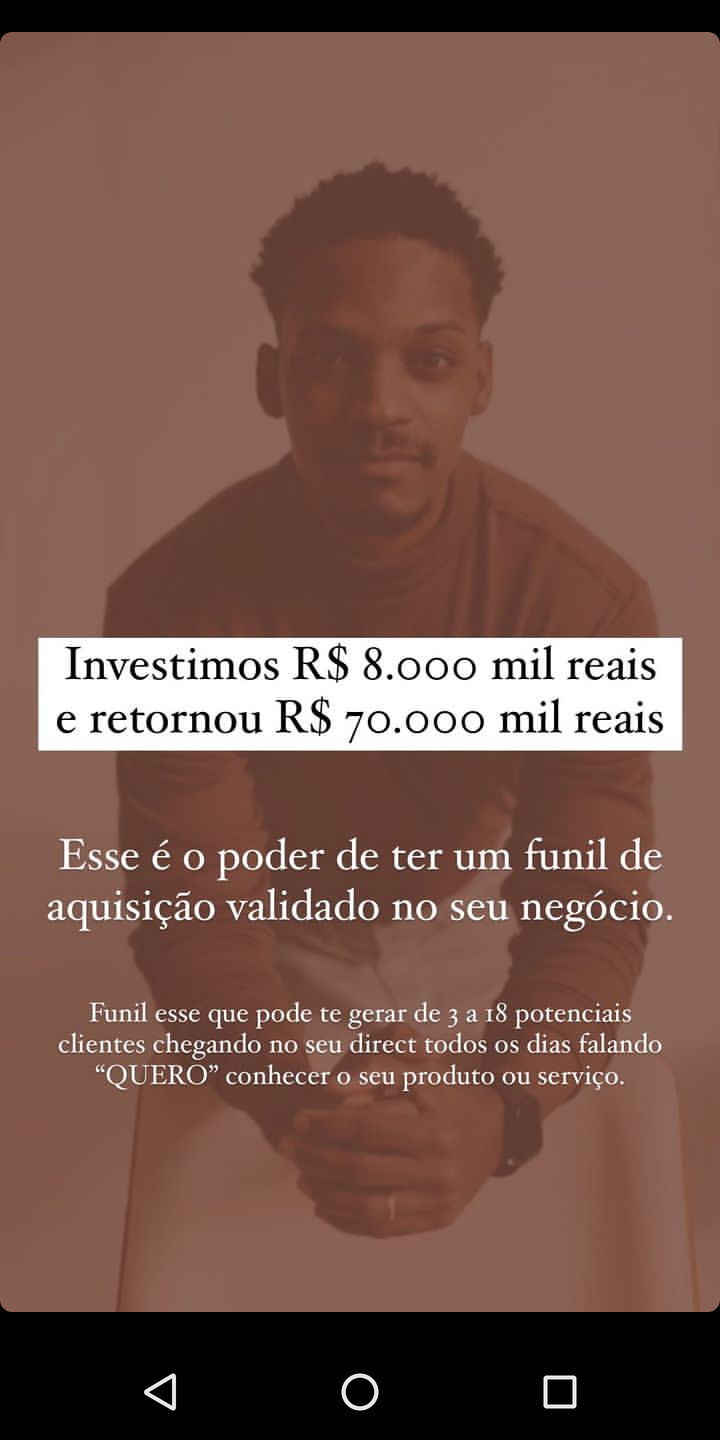 Investimos R$ 8.000 mil reais
e retornou R$ 70.000 mil reais
Esse é o poder de ter um funil de
aquisição validado no seu negócio.
Funil esse que pode te gerar de 3 a 18 potenciais
clientes chegando no seu direct todos os dias falando
“QUERO” conhecer o seu produto ou serviço.